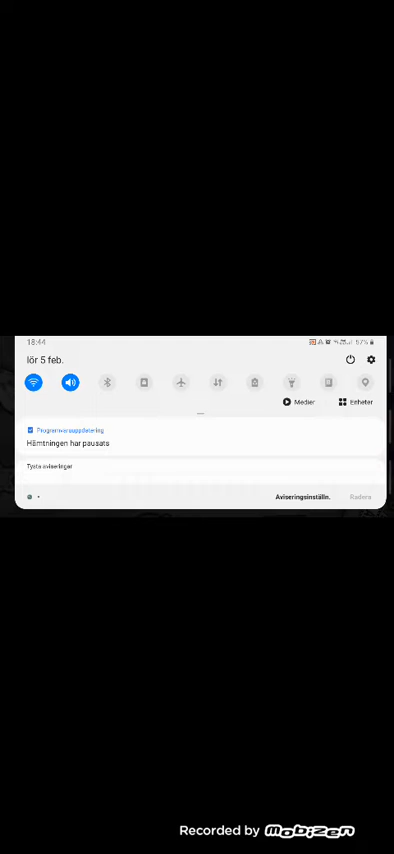 18:44
57%
lör 5 feb.
Medier
Enheter
Programvaruuppdatering
Hämtningen har pausats
Tysta aviseringar
Aviseringsinställn.
Radera
Recorded by MOBIZEN